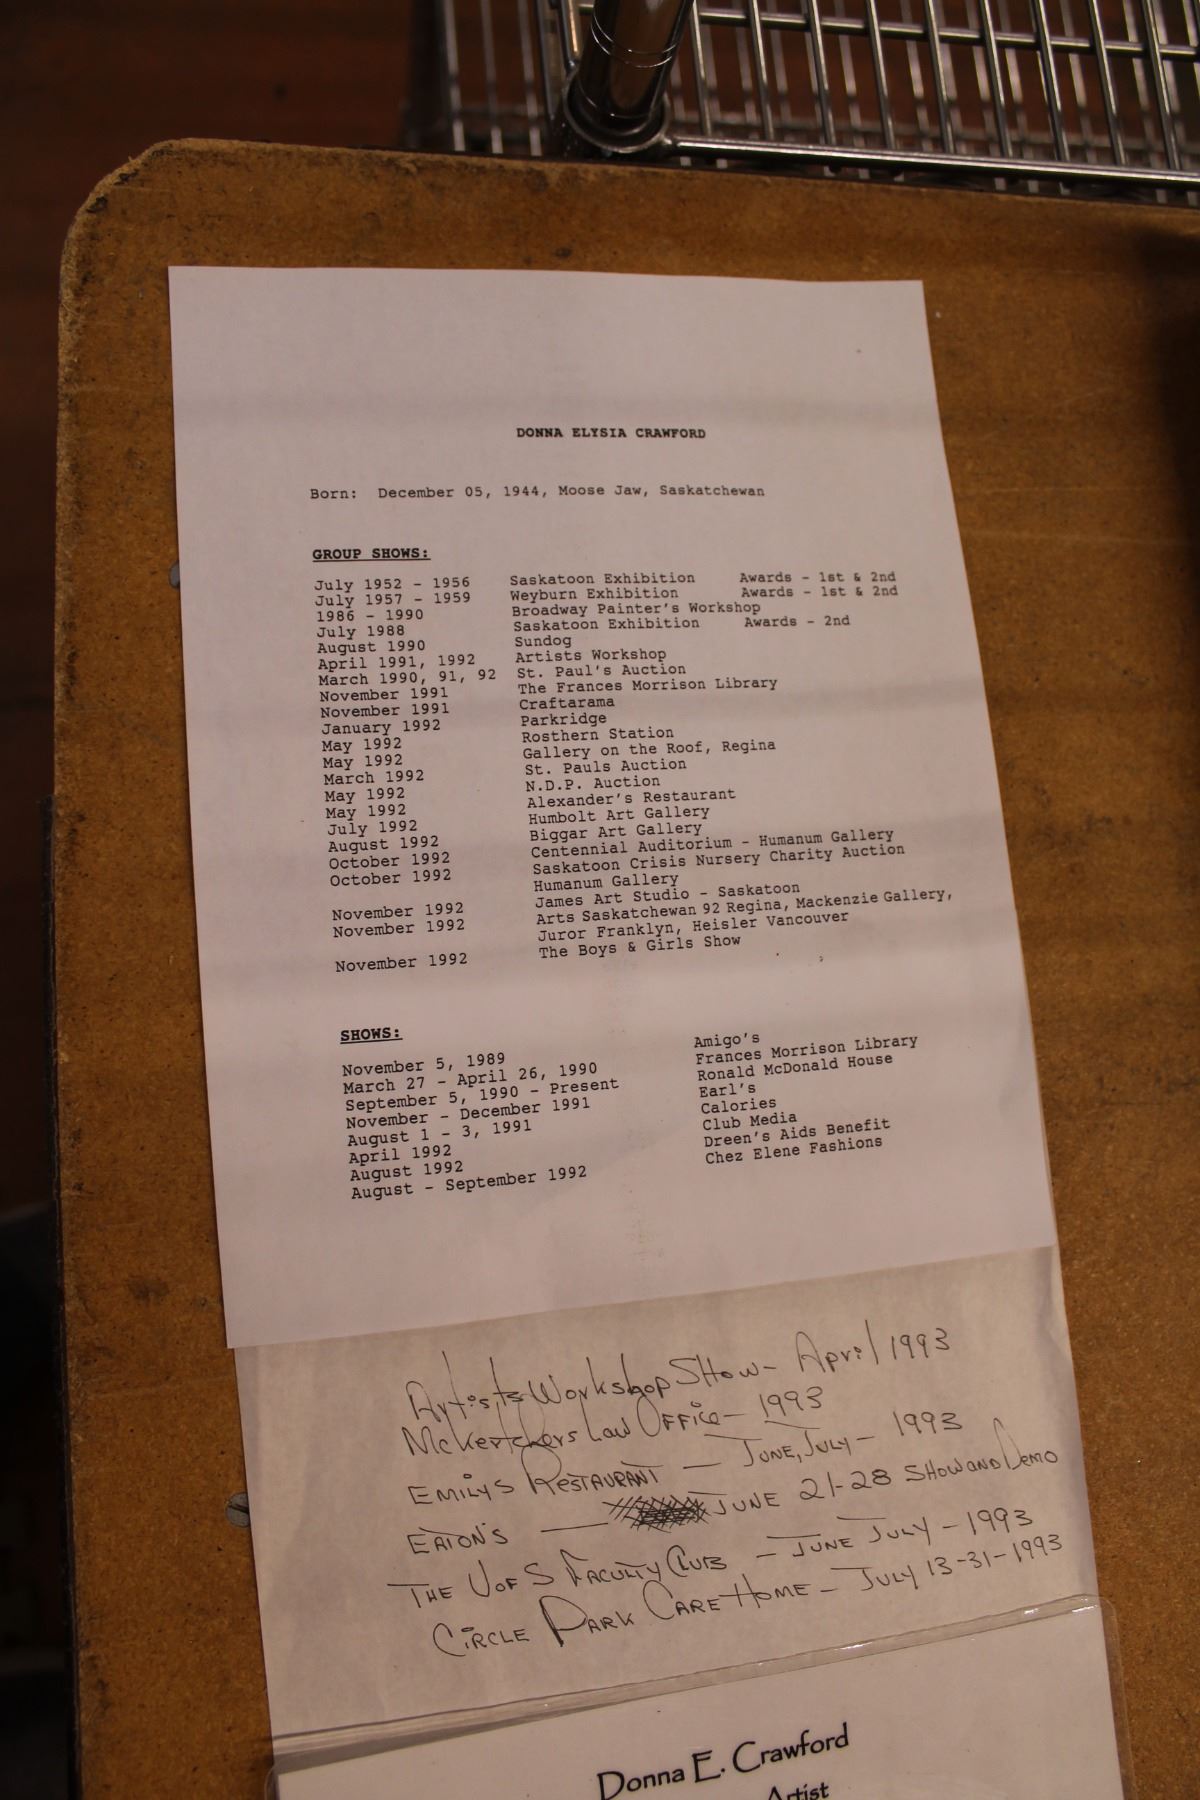 DONNA ELYSIA CRAWFORD
Born: December 05, 1944, Moose Jaw, Saskatchewan
GROUP SHOWS:
July 1952 - 1956 Saskatoon Exhibition Awards - 1st & 2nd
July 1957 - 1959 Weyburn Exhibition Awards - 1st & 2nd
1986 - 1990 Broadway Painter's Workshop
July 1988 Saskatoon Exhibition Awards - 2nd
August 1990 Sundog
April 1991, 1992 Artists Workshop
March 1990, 91, 92 St. Paul's Auction
November 1991 The Frances Morrison Library
November 1991 Craftarama
January 1992 Parkridge
May 1992 Rosthern Station
May 1992 Gallery on the Roof, Regina
March 1992 St. Pauls Auction
May 1992 N.D.P. Auction
May 1992 Alexander's Restaurant
July 1992 Humbolt Art Gallery
August 1992 Biggar Art Gallery
October 1992 Centennial Auditorium - Humanum Gallery
October 1992 Saskatoon Crisis Nursery Charity Auction
Humanum Gallery
November 1992 James Art Studio - Saskatoon
November 1992 Arts Saskatchewan 92 Regina, Mackenzie Gallery,
Juror Franklyn, Heisler Vancouver
November 1992 The Boys & Girls Show
SHOWS:
November 5, 1989 Amigo's
March 27 - April 26, 1990 Frances Morrison Library
September 5, 1990 - Present Ronald McDonald House
November - December 1991 Earl's
August 1 - 3, 1991 Calories
April 1992 Club Media
August 1992 Dreen's Aids Benefit
August - September 1992 Chez Elene Fashions
Artists Workshop Show - April 1993
McKerchers Law Office - 1993
Emilys Restaurant - June, July - 1993
Eaton's - June 21-28 Show and Demo
The U of S Faculty Club - June July - 1993
Circle Park Care Home - July 13-31-1993
Donna E. Crawford
Artist